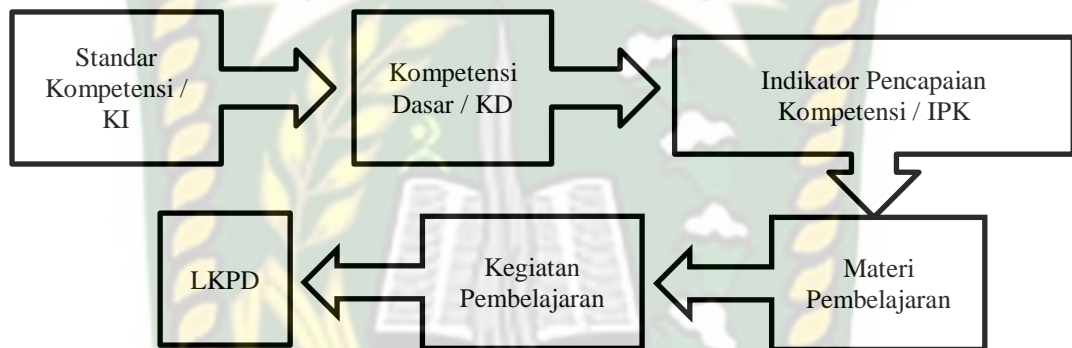 Standar
Kompetensi /
KI
Kompetensi
Dasar / KD
Indikator Pencapaian
Kompetensi / IPK
LKPD
Kegiatan
Pembelajaran
Materi
Pembelajaran